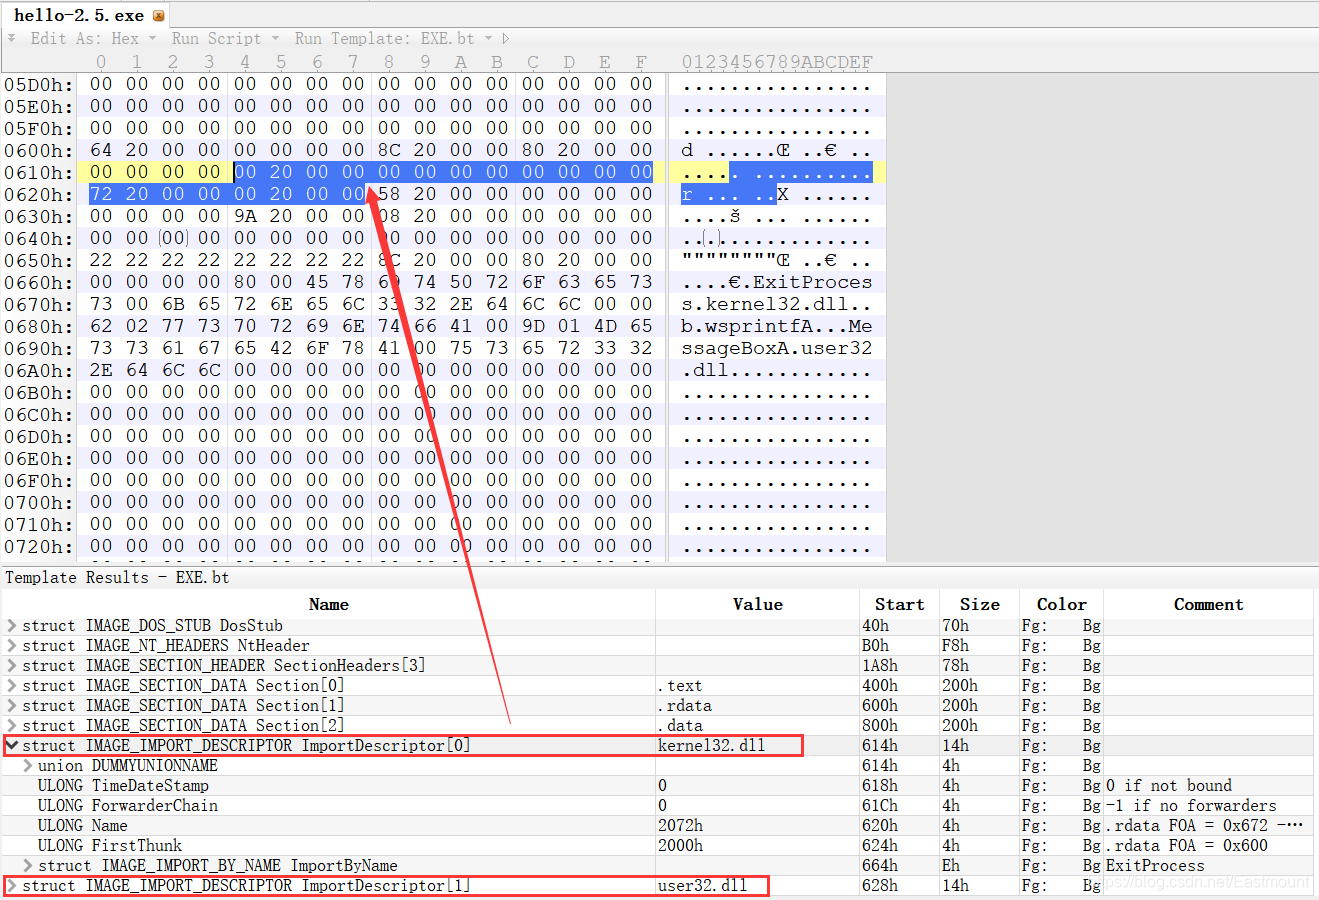 hello-2.5.exe
Edit As: Hex Run Script Run Template: EXE.bt
0 1 2 3 4 5 6 7 8 9 A B C D E F 0123456789ABCDEF
05D0h: 00 00 00 00 00 00 00 00 00 00 00 00 00 00 00 00 ................
05E0h: 00 00 00 00 00 00 00 00 00 00 00 00 00 00 00 00 ................
05F0h: 00 00 00 00 00 00 00 00 00 00 00 00 00 00 00 00 ................
0600h: 64 20 00 00 00 00 00 00 8C 20 00 00 80 20 00 00 d ......Œ ..€ ..
0610h: 00 00 00 00 00 20 00 00 00 00 00 00 00 00 00 00 ..... ..........
0620h: 72 20 00 00 00 20 00 00 58 20 00 00 00 00 00 00 r ... ..X ......
0630h: 00 00 00 00 9A 20 00 00 08 20 00 00 00 00 00 00 ....š ... ......
0640h: 00 00 00 00 00 00 00 00 00 00 00 00 00 00 00 00 ................
0650h: 22 22 22 22 22 22 22 22 8C 20 00 00 80 20 00 00 """"""""Œ ..€ ..
0660h: 00 00 00 00 80 00 45 78 69 74 50 72 6F 63 65 73 ....€.ExitProces
0670h: 73 00 6B 65 72 6E 65 6C 33 32 2E 64 6C 6C 00 00 s.kernel32.dll..
0680h: 62 02 77 73 70 72 69 6E 74 66 41 00 9D 01 4D 65 b.wsprintfA...Me
0690h: 73 73 61 67 65 42 6F 78 41 00 75 73 65 72 33 32 ssageBoxA.user32
06A0h: 2E 64 6C 6C 00 00 00 00 00 00 00 00 00 00 00 00 .dll............
06B0h: 00 00 00 00 00 00 00 00 00 00 00 00 00 00 00 00 ................
06C0h: 00 00 00 00 00 00 00 00 00 00 00 00 00 00 00 00 ................
06D0h: 00 00 00 00 00 00 00 00 00 00 00 00 00 00 00 00 ................
06E0h: 00 00 00 00 00 00 00 00 00 00 00 00 00 00 00 00 ................
06F0h: 00 00 00 00 00 00 00 00 00 00 00 00 00 00 00 00 ................
0700h: 00 00 00 00 00 00 00 00 00 00 00 00 00 00 00 00 ................
0710h: 00 00 00 00 00 00 00 00 00 00 00 00 00 00 00 00 ................
0720h: 00 00 00 00 00 00 00 00 00 00 00 00 00 00 00 00 ................
Template Results - EXE.bt
Name Value Start Size Color Comment
struct IMAGE_DOS_STUB DosStub 40h 70h Fg: Bg
struct IMAGE_NT_HEADERS NtHeader B0h F8h Fg: Bg
struct IMAGE_SECTION_HEADER SectionHeaders[3] 1A8h 78h Fg: Bg
struct IMAGE_SECTION_DATA Section[0] .text 400h 200h Fg: Bg
struct IMAGE_SECTION_DATA Section[1] .rdata 600h 200h Fg: Bg
struct IMAGE_SECTION_DATA Section[2] .data 800h 200h Fg: Bg
struct IMAGE_IMPORT_DESCRIPTOR ImportDescriptor[0] kernel32.dll 614h 14h Fg: Bg
union DUMMYUNIONNAME 614h 4h Fg: Bg
ULONG TimeDateStamp 0 618h 4h Fg: Bg 0 if not bound
ULONG ForwarderChain 0 61Ch 4h Fg: Bg -1 if no forwarders
ULONG Name 2072h 620h 4h Fg: Bg .rdata FOA = 0x672 -···
ULONG FirstThunk 2000h 624h 4h Fg: Bg .rdata FOA = 0x600
struct IMAGE_IMPORT_BY_NAME ImportByName 664h Eh Fg: Bg ExitProcess
struct IMAGE_IMPORT_DESCRIPTOR ImportDescriptor[1] user32.dll 628h 14h Fg: Bg
https://blog.csdn.net/Eastmount